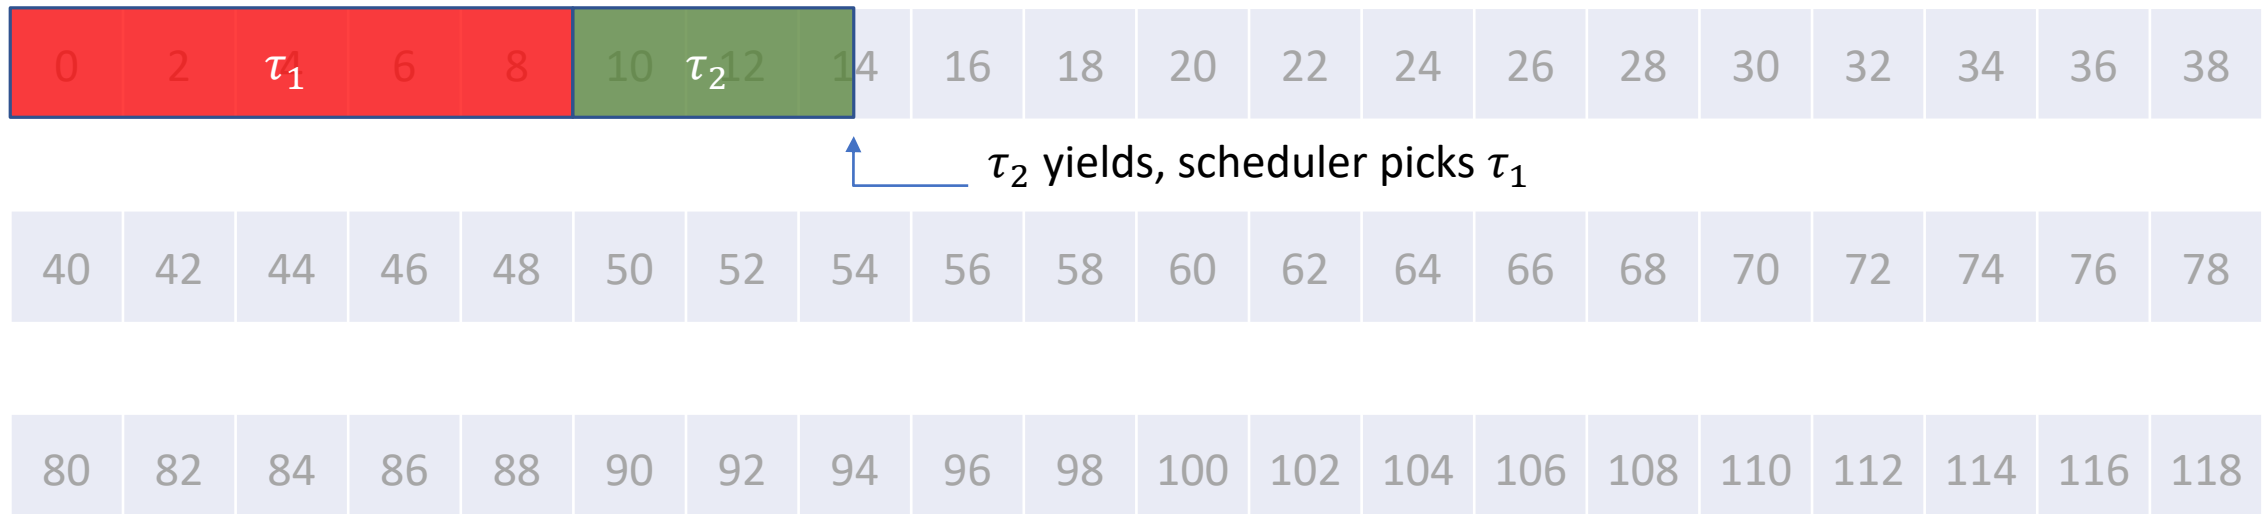 0 2 4 6 8 10 12 14 16 18 20 22 24 26 28 30 32 34 36 38
τ₁ τ₂
τ₂ yields, scheduler picks τ₁
40 42 44 46 48 50 52 54 56 58 60 62 64 66 68 70 72 74 76 78
80 82 84 86 88 90 92 94 96 98 100 102 104 106 108 110 112 114 116 118